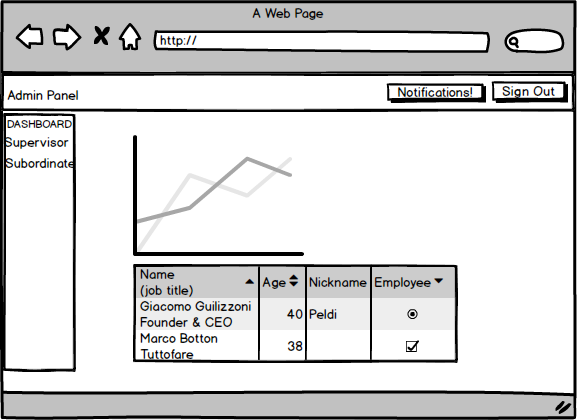 A Web Page
http://
Admin Panel
Notifications!
Sign Out
DASHBOARD
Supervisor
Subordinate
Name
(job title)
Age
Nickname
Employee
Giacomo Guilizzoni
Founder & CEO
40
Peldi
Marco Botton
Tuttofare
38